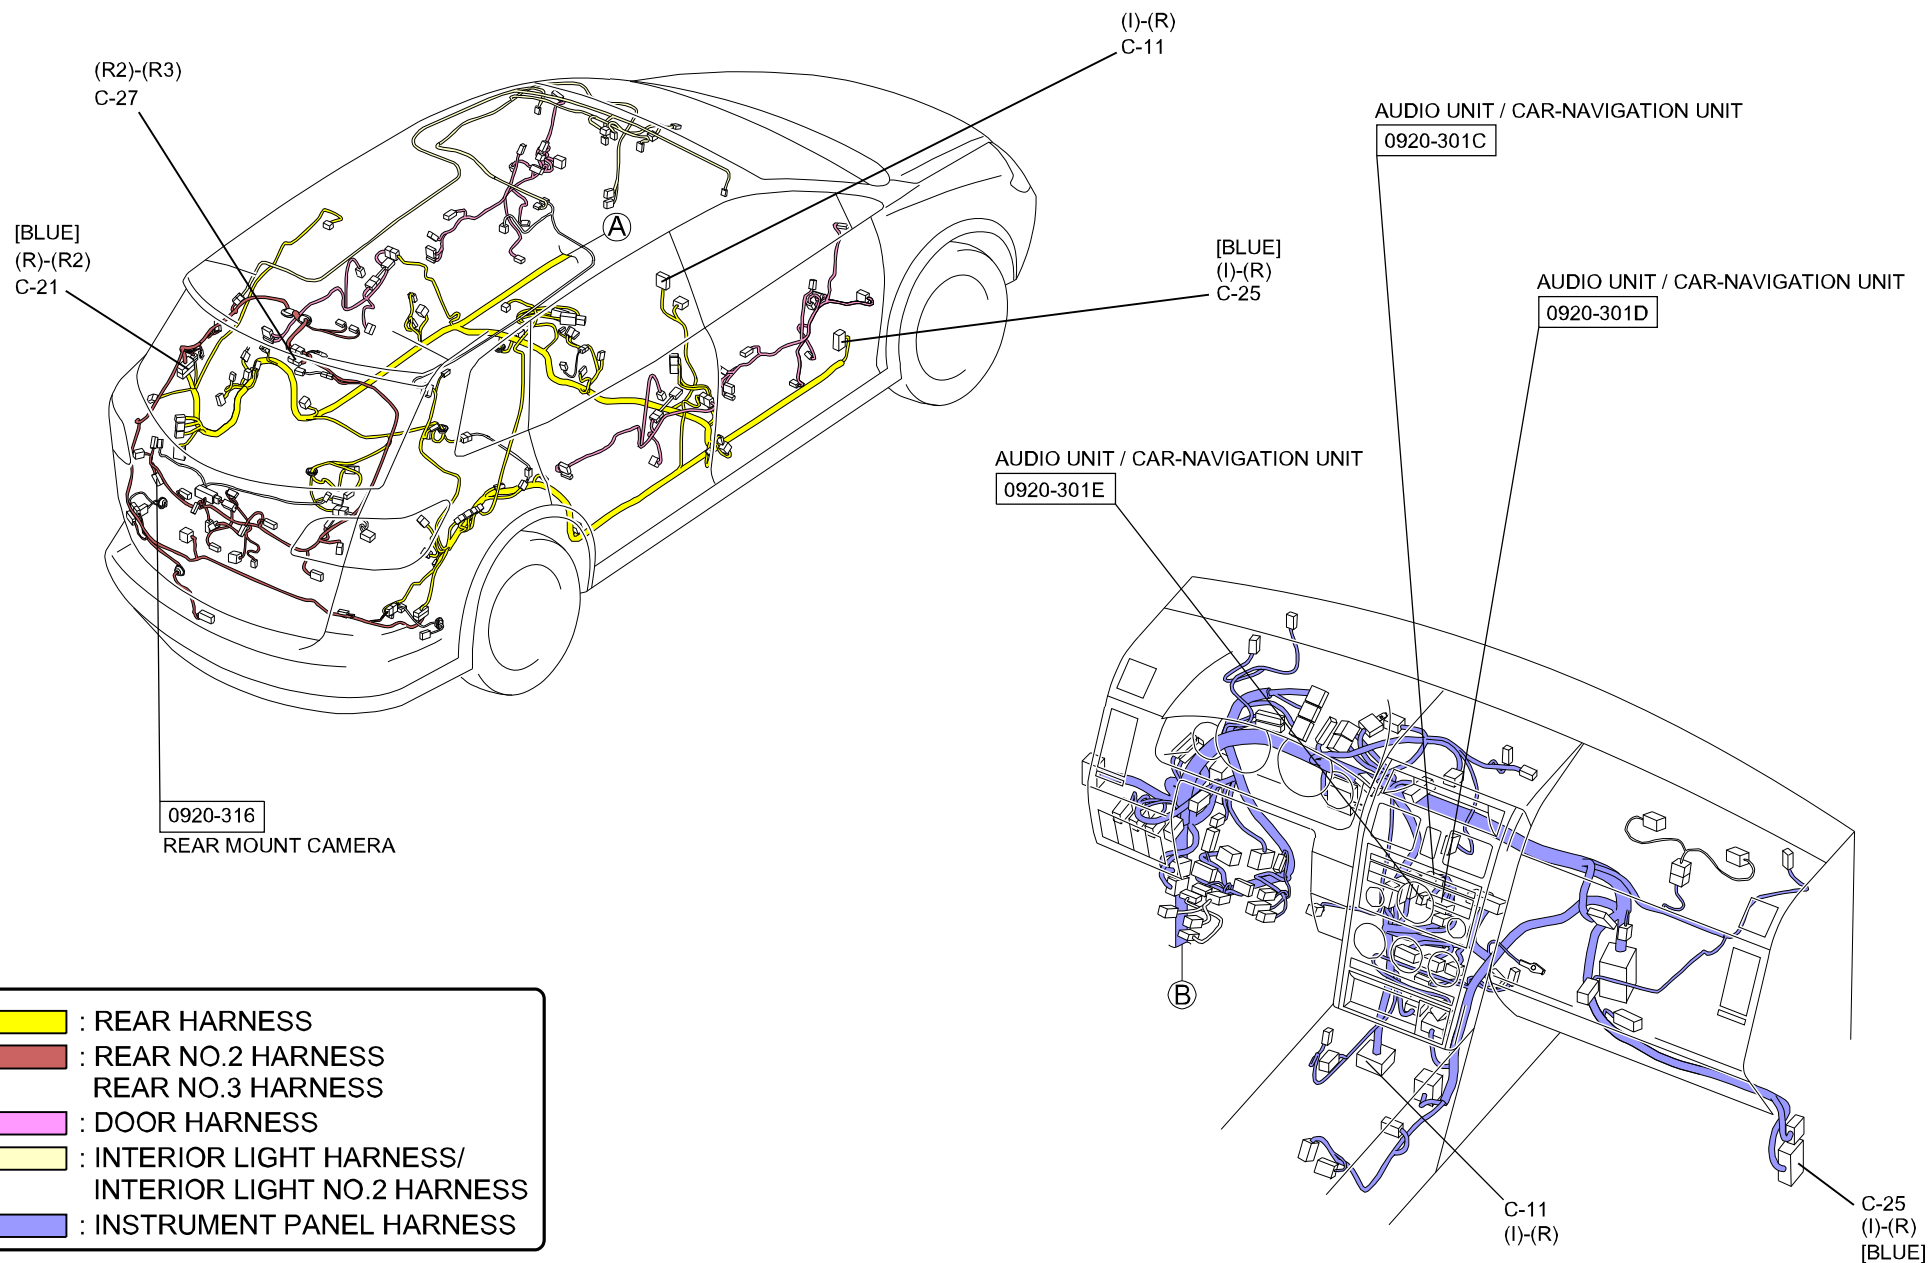 (I)-(R)
C-11
(R2)-(R3)
C-27
AUDIO UNIT / CAR-NAVIGATION UNIT
0920-301C
A
[BLUE]
(R)-(R2)
C-21
[BLUE]
(I)-(R)
C-25
AUDIO UNIT / CAR-NAVIGATION UNIT
0920-301D
AUDIO UNIT / CAR-NAVIGATION UNIT
0920-301E
0920-316
REAR MOUNT CAMERA
B
: REAR HARNESS
: REAR NO.2 HARNESS
REAR NO.3 HARNESS
: DOOR HARNESS
: INTERIOR LIGHT HARNESS/
INTERIOR LIGHT NO.2 HARNESS
: INSTRUMENT PANEL HARNESS
C-11
(I)-(R)
C-25
(I)-(R)
[BLUE]